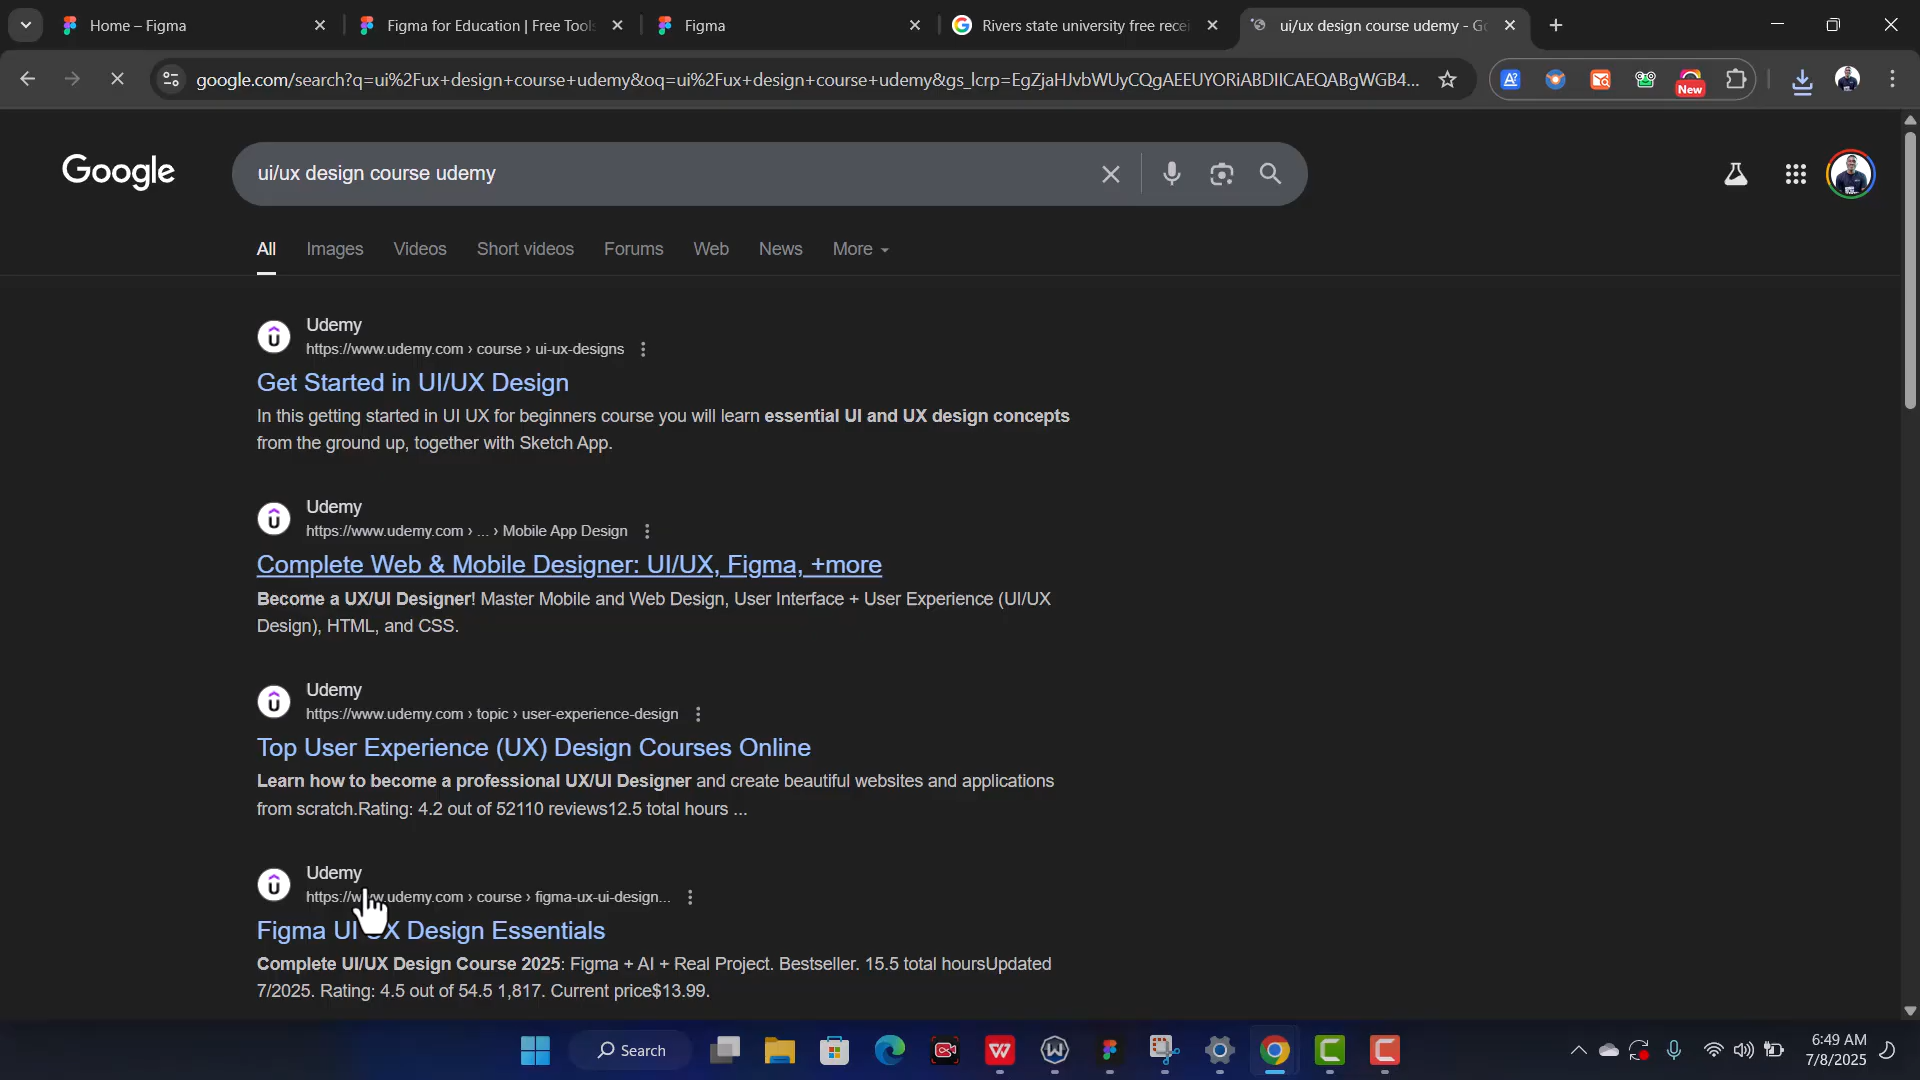 Home – Figma
Figma for Education | Free Tools
Figma
Rivers state university free rece
ui/ux design course udemy - G
google.com/search?q=ui%2Fux+design+course+udemy&oq=ui%2Fux+design+course+udemy&gs_lcrp=EgZjaHJvbWUyCQgAEEUYORiABDIICAEQABgWGB4...
New
Google
ui/ux design course udemy
All
Images
Videos
Short videos
Forums
Web
News
More
Udemy
https://www.udemy.com › course › ui-ux-designs
Get Started in UI/UX Design
In this getting started in UI UX for beginners course you will learn essential UI and UX design concepts
from the ground up, together with Sketch App.
Udemy
https://www.udemy.com › ... › Mobile App Design
Complete Web & Mobile Designer: UI/UX, Figma, +more
Become a UX/UI Designer! Master Mobile and Web Design, User Interface + User Experience (UI/UX
Design), HTML, and CSS.
Udemy
https://www.udemy.com › topic › user-experience-design
Top User Experience (UX) Design Courses Online
Learn how to become a professional UX/UI Designer and create beautiful websites and applications
from scratch.Rating: 4.2 out of 52110 reviews12.5 total hours ...
Udemy
https://www.udemy.com › course › figma-ux-ui-design...
Figma UI UX Design Essentials
Complete UI/UX Design Course 2025: Figma + AI + Real Project. Bestseller. 15.5 total hoursUpdated
7/2025. Rating: 4.5 out of 54.5 1,817. Current price$13.99.
Search
6:49 AM
7/8/2025